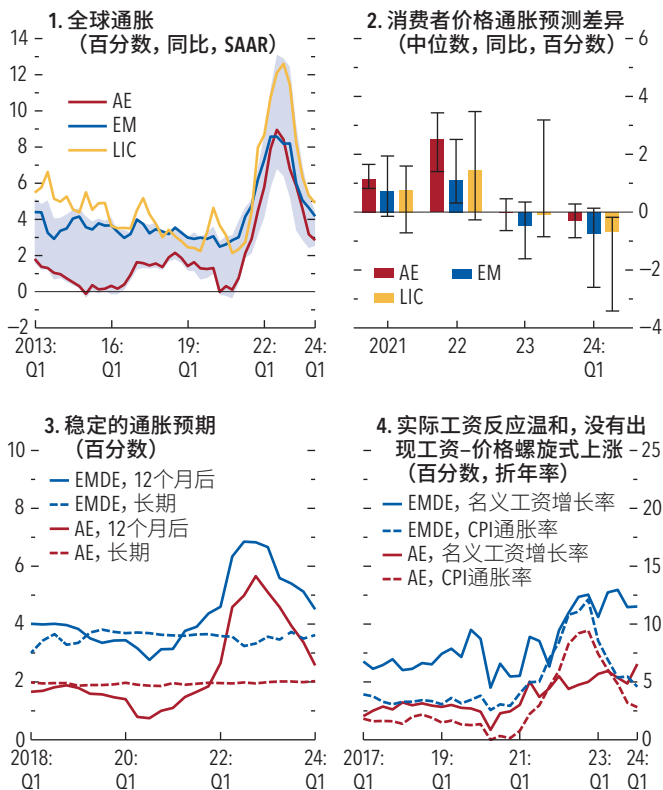 1. 全球通胀
（百分数，同比，SAAR）
14
12
10
8
6
4
2
0
–2
AE
EM
LIC
2013:
Q1
16:
Q1
19:
Q1
22:
Q1
24:
Q1
2. 消费者价格通胀预测差异
（中位数，同比，百分数）
6
4
2
0
–2
–4
AE
EM
LIC
2021
22
23
24:
Q1
3. 稳定的通胀预期
（百分数）
10
8
6
4
2
0
EMDE，12个月后
EMDE，长期
AE，12个月后
AE，长期
2018:
Q1
20:
Q1
22:
Q1
24:
Q1
4. 实际工资反应温和，没有出
现工资–价格螺旋式上涨
（百分数，折年率）
25
20
15
10
5
0
EMDE，名义工资增长率
EMDE，CPI通胀率
AE，名义工资增长率
AE，CPI通胀率
2017:
Q1
19:
Q1
21:
Q1
23:
Q1
24:
Q1